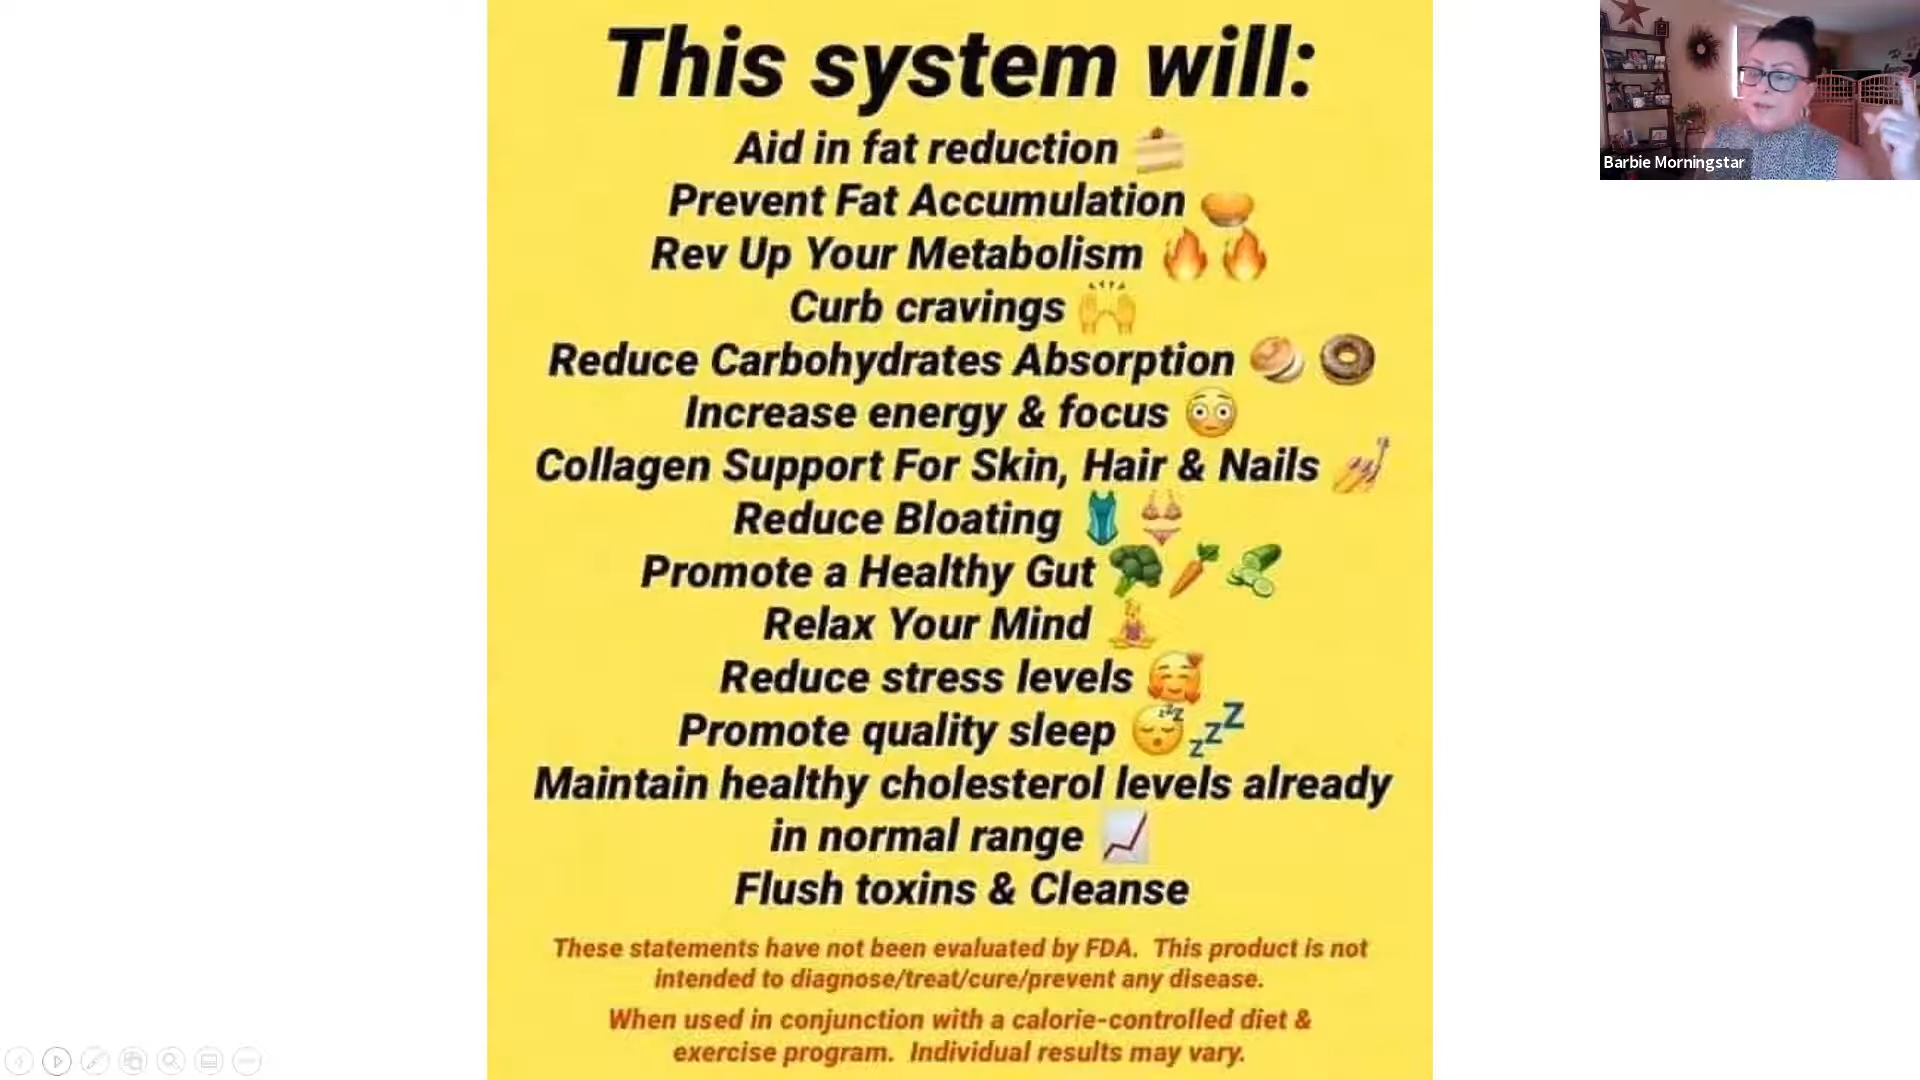 This system will:
Aid in fat reduction
Prevent Fat Accumulation
Rev Up Your Metabolism
Curb cravings
Reduce Carbohydrates Absorption
Increase energy & focus
Collagen Support For Skin, Hair & Nails
Reduce Bloating
Promote a Healthy Gut
Relax Your Mind
Reduce stress levels
Promote quality sleep
Maintain healthy cholesterol levels already
in normal range
Flush toxins & Cleanse
These statements have not been evaluated by FDA. This product is not
intended to diagnose/treat/cure/prevent any disease.
When used in conjunction with a calorie-controlled diet &
exercise program. Individual results may vary.
Barbie Morningstar